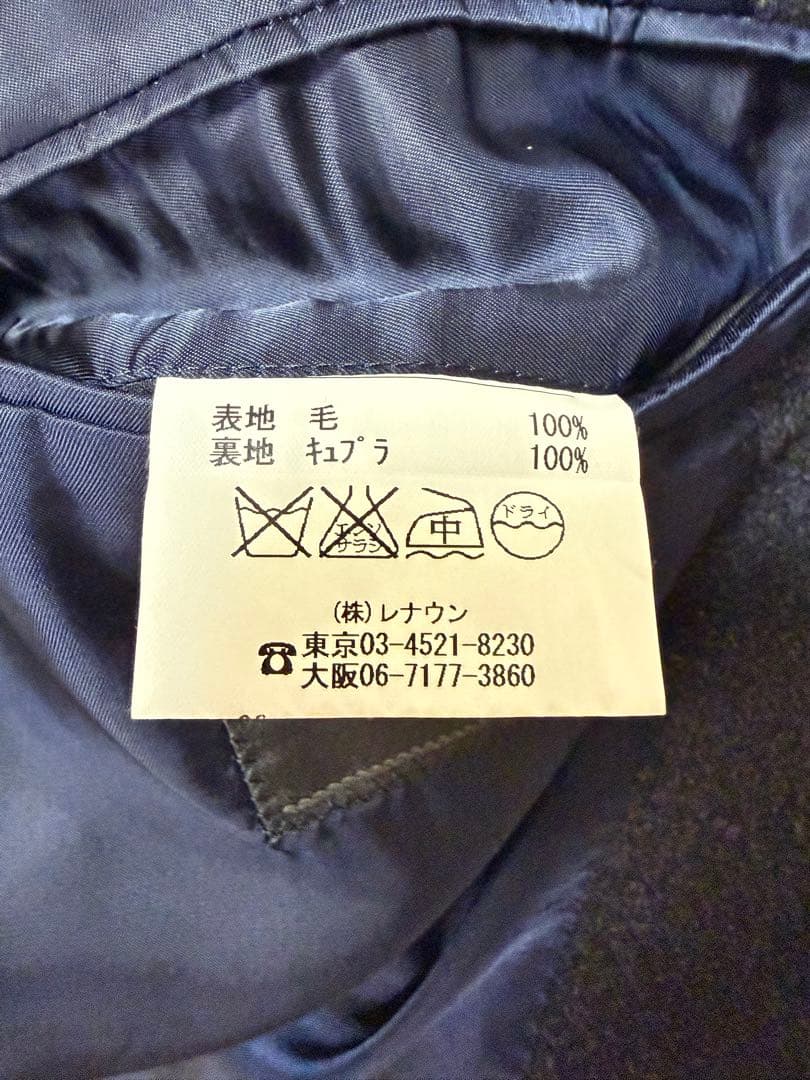 表地 毛 100%
裏地 ｷｭﾌﾟﾗ 100%
エンソ
サラシ
中
ドライ
(株)レナウン
東京03-4521-8230
大阪06-7177-3860